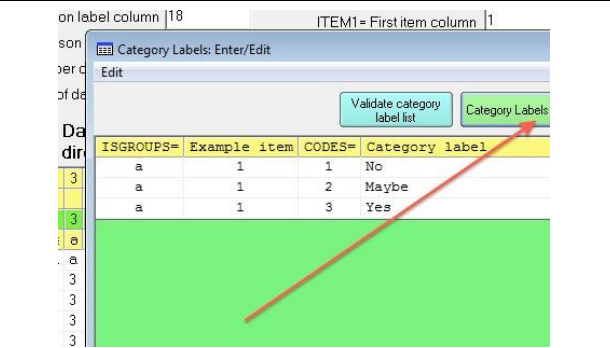 on label column 18 ITEM1= First item column 1
son
per c
of da
Category Labels: Enter/Edit
Edit
Validate category label list
Category Labels
Da
dir
ISGROUPS= Example item CODES= Category label
a 1 1 No
a 1 2 Maybe
a 1 3 Yes
3
3
a
a
3
3
3
3